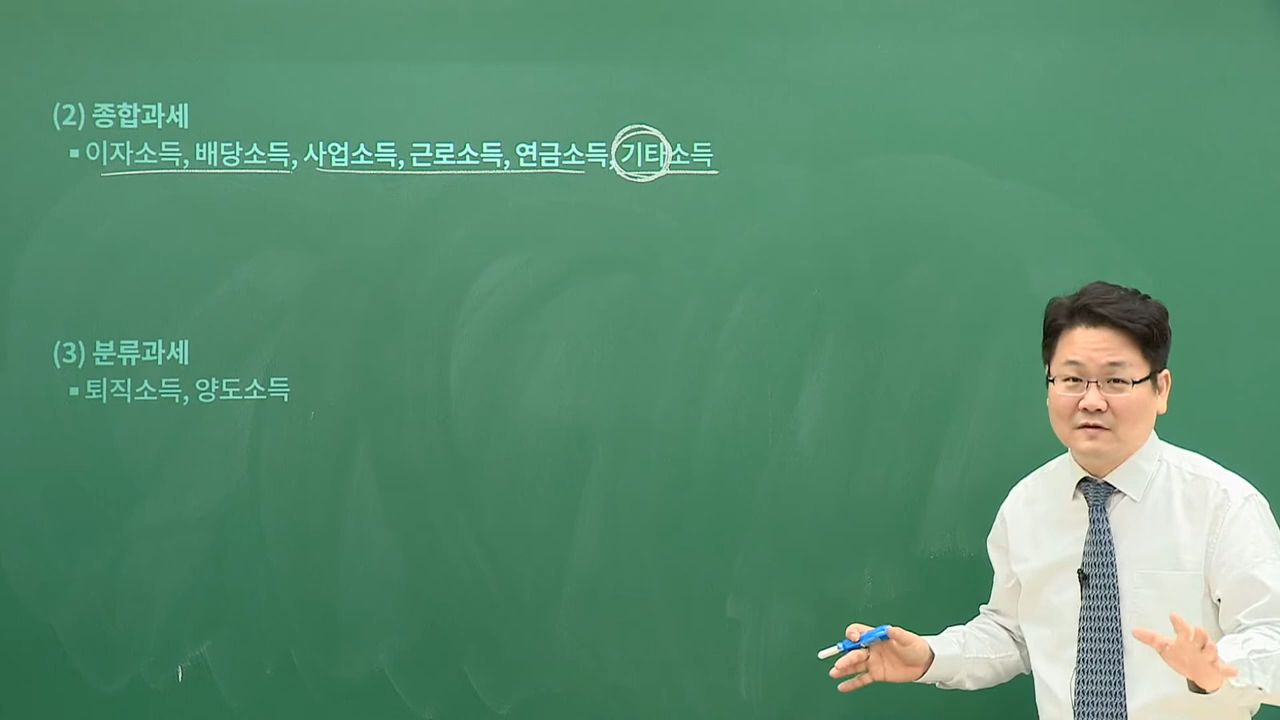 (2) 종합과세
▪ 이자소득, 배당소득, 사업소득, 근로소득, 연금소득, 기타소득
(3) 분류과세
▪ 퇴직소득, 양도소득